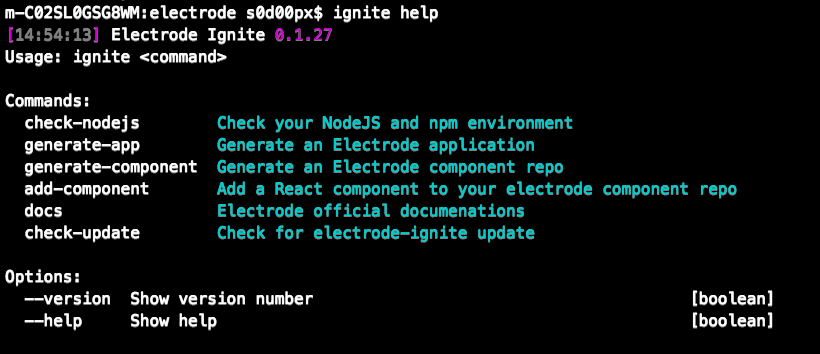 m-C02SL0GSG8WM:electrode s0d00px$ ignite help
[14:54:13] Electrode Ignite 0.1.27
Usage: ignite <command>
Commands:
check-nodejs Check your NodeJS and npm environment
generate-app Generate an Electrode application
generate-component Generate an Electrode component repo
add-component Add a React component to your electrode component repo
docs Electrode official documenations
check-update Check for electrode-ignite update
Options:
--version Show version number [boolean]
--help Show help [boolean]